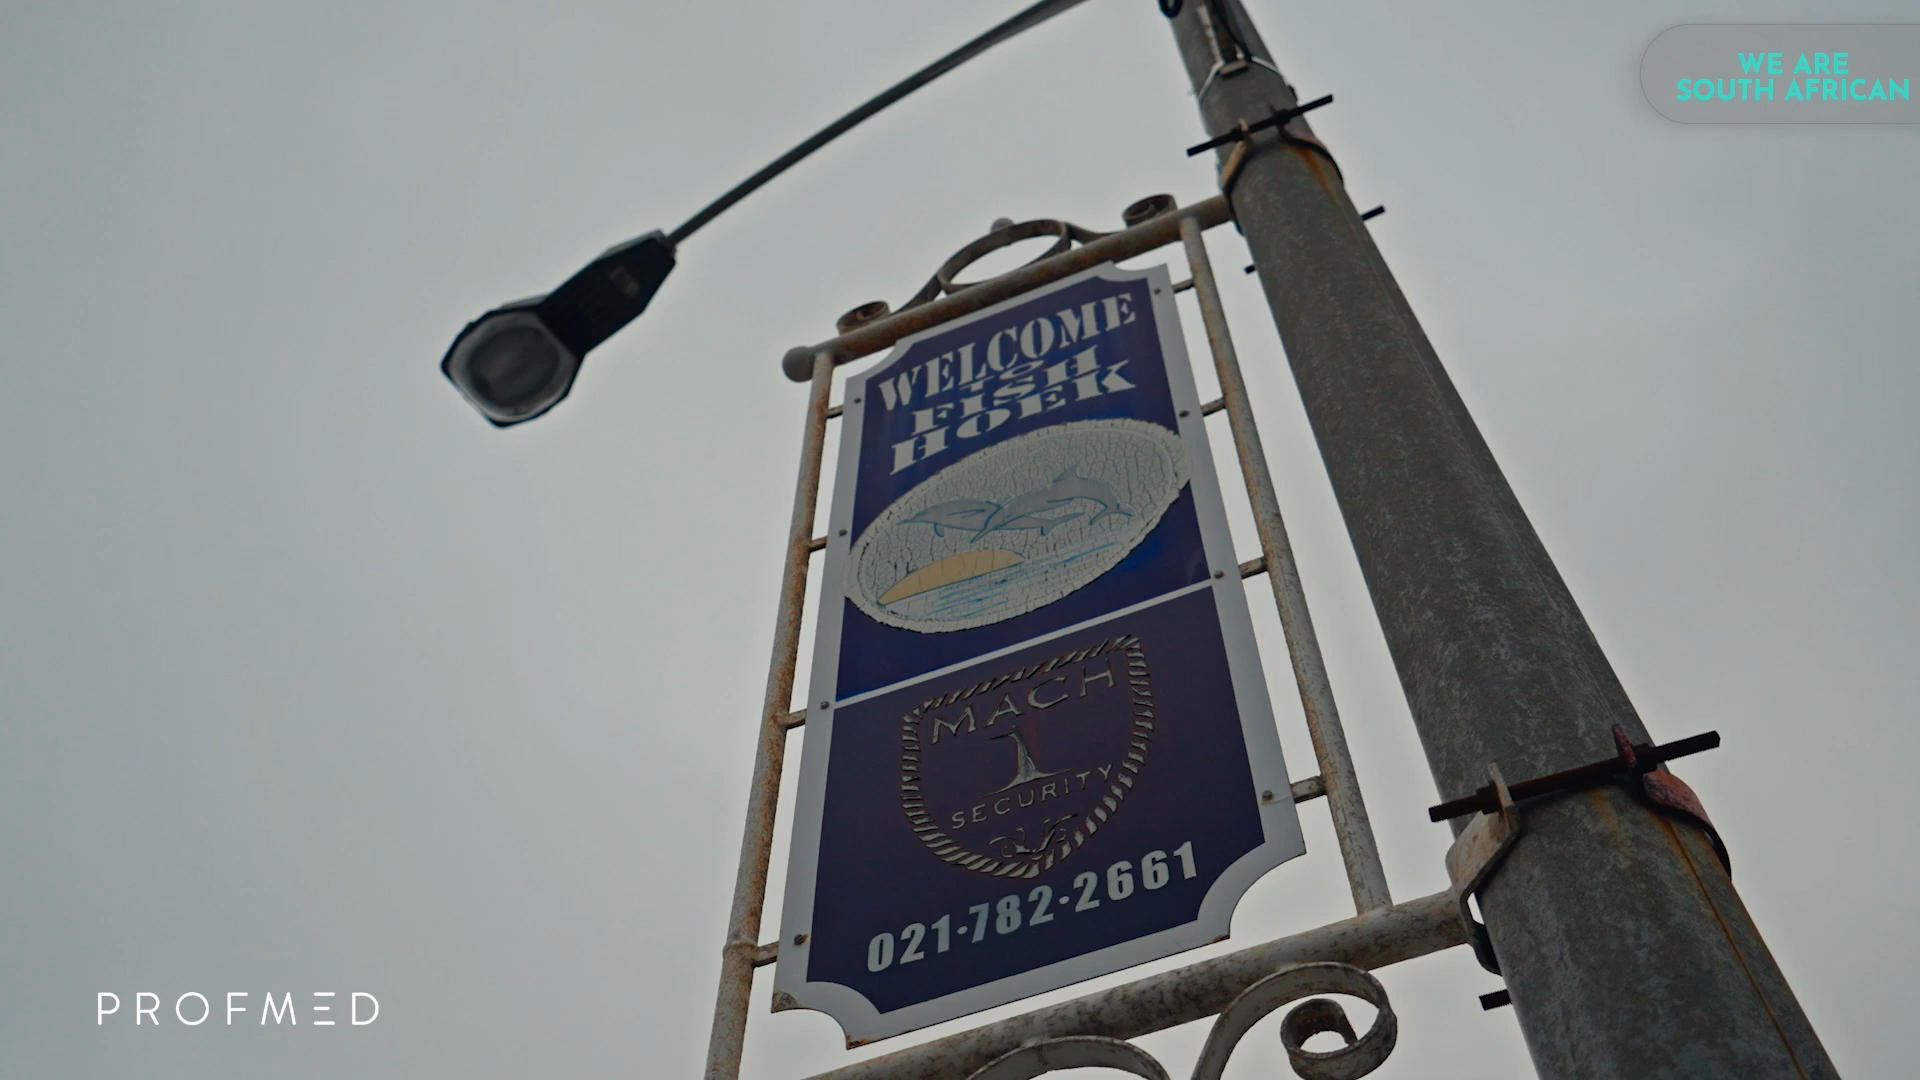 WE ARE
SOUTH AFRICAN
WELCOME
TO
FISH
HOEK
MACH
1
SECURITY
021·782·2661
PROFMED